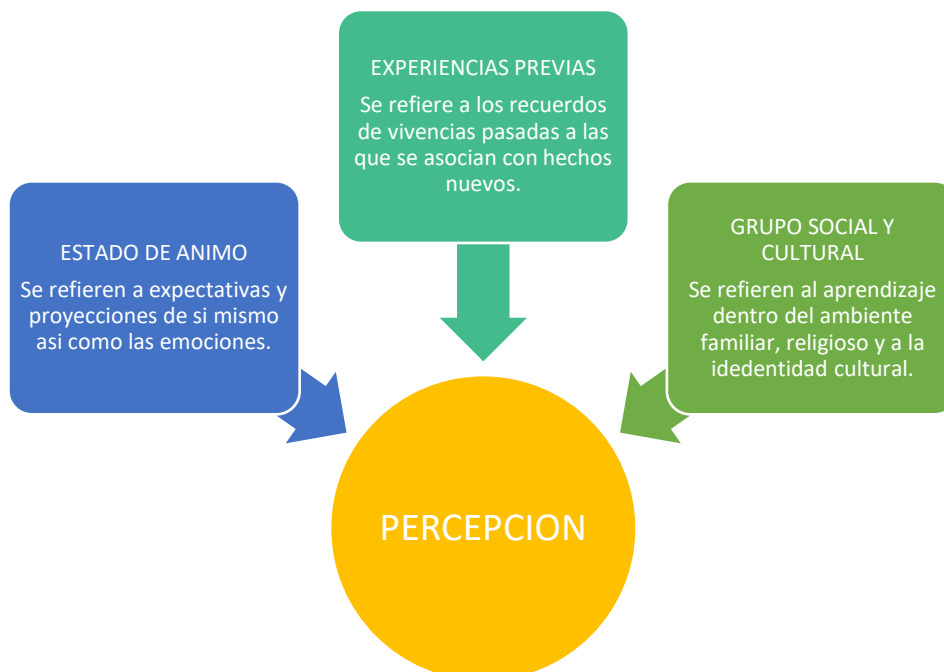 EXPERIENCIAS PREVIAS
Se refiere a los recuerdos
de vivencias pasadas a las
que se asocian con hechos
nuevos.
ESTADO DE ANIMO
Se refieren a expectativas y
proyecciones de si mismo
asi como las emociones.
GRUPO SOCIAL Y
CULTURAL
Se refieren al aprendizaje
dentro del ambiente
familiar, religioso y a la
idedentidad cultural.
PERCEPCION